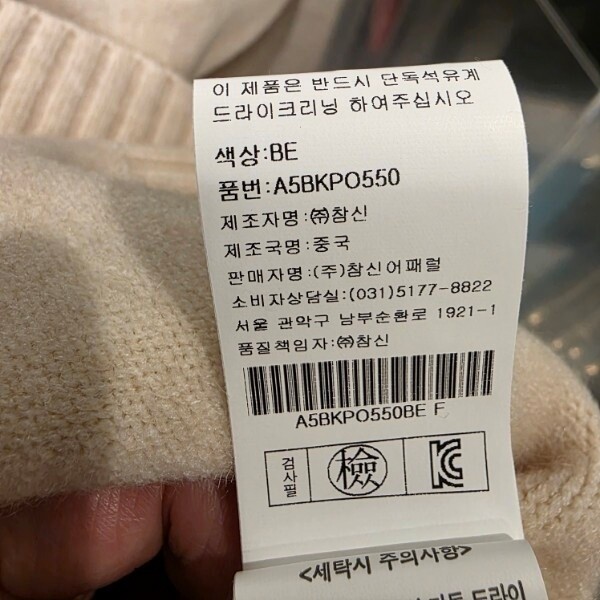 이 제품은 반드시 단독석유계
드라이크리닝 하여주십시오
색상:BE
품번:A5BKPO550
제조자명:㈜참신
제조국명:중국
판매자명:(주)참신어패럴
소비자상담실:(031)5177-8822
서울 관악구 남부순환로 1921-1
품질책임자:㈜참신
A5BKPO550BE F
검사필
檢
KC
<세탁시 주의사항>
드라이